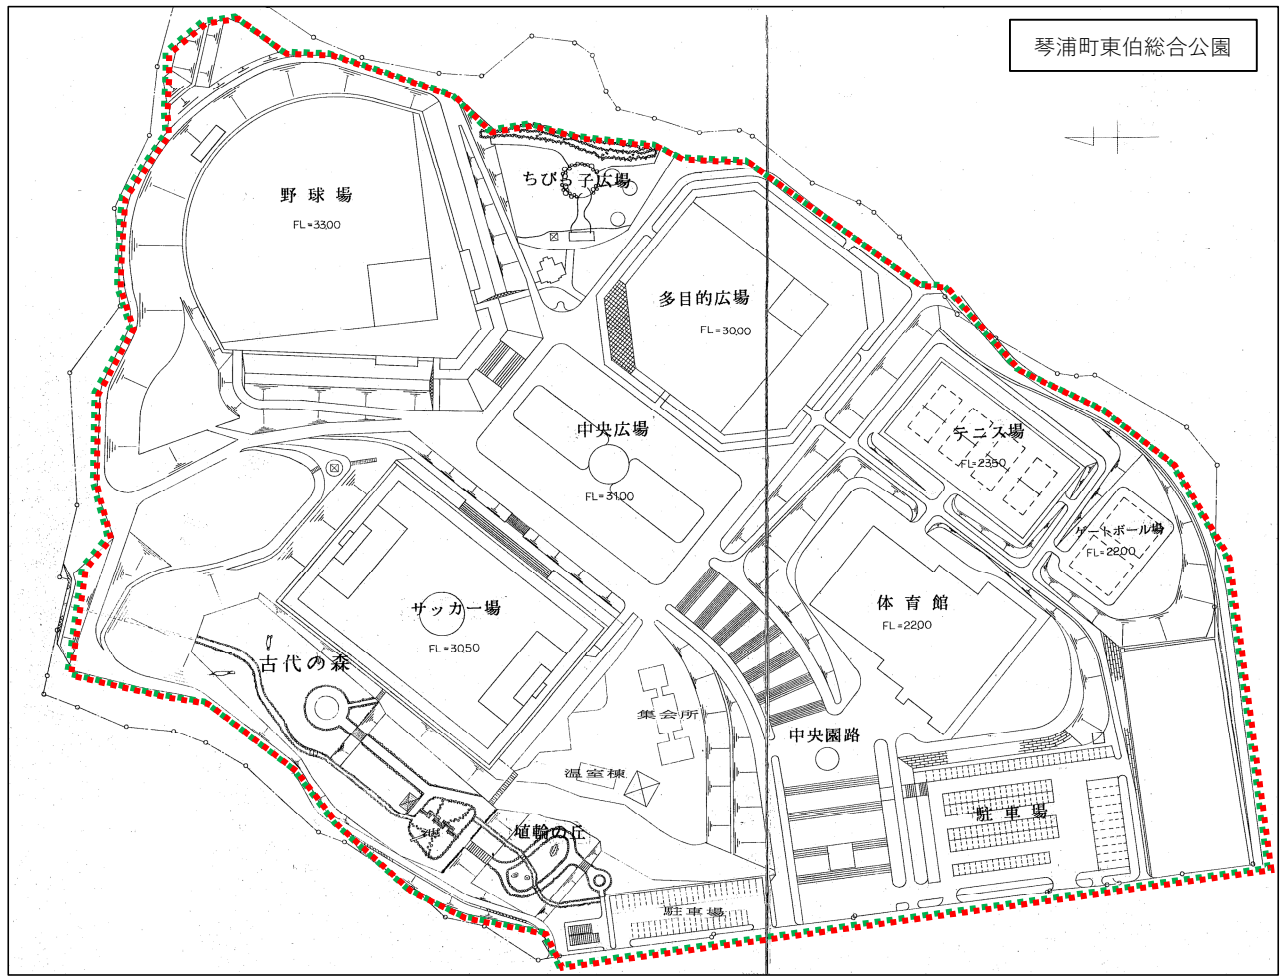 琴浦町東伯総合公園
ちびっ子広場
野球場
FL=33.00
多目的広場
FL=30.00
中央広場
FL=31.00
テニス場
FL=23.50
ゲートボール場
FL=22.00
サッカー場
FL=30.50
体育館
FL=22.00
古代の森
集会所
中央園路
温室棟
駐車場
埴輪の丘
駐車場